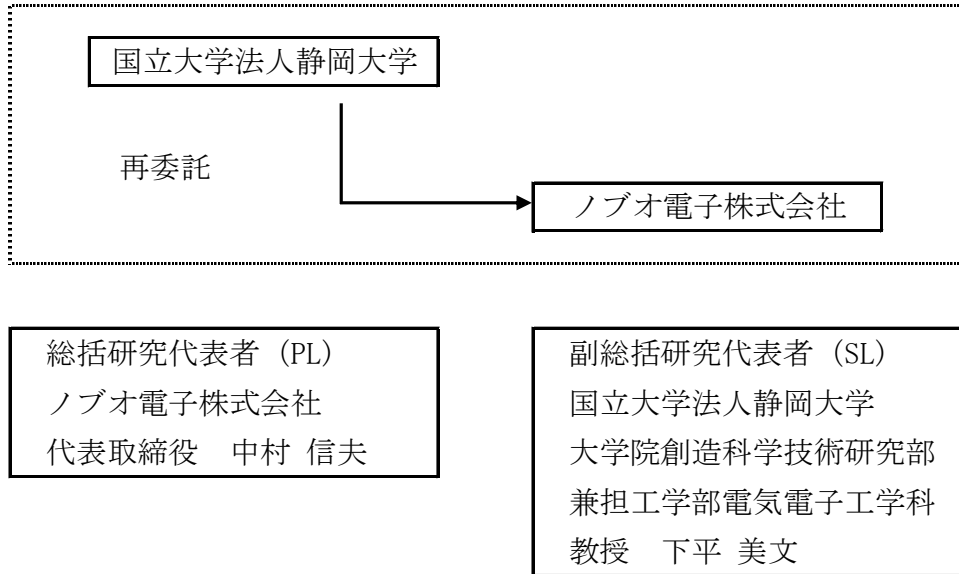 国立大学法人静岡大学
再委託
ノブオ電子株式会社
総括研究代表者（PL）
ノブオ電子株式会社
代表取締役　中村 信夫
副総括研究代表者（SL）
国立大学法人静岡大学
大学院創造科学技術研究部
兼担工学部電気電子工学科
教授　下平 美文